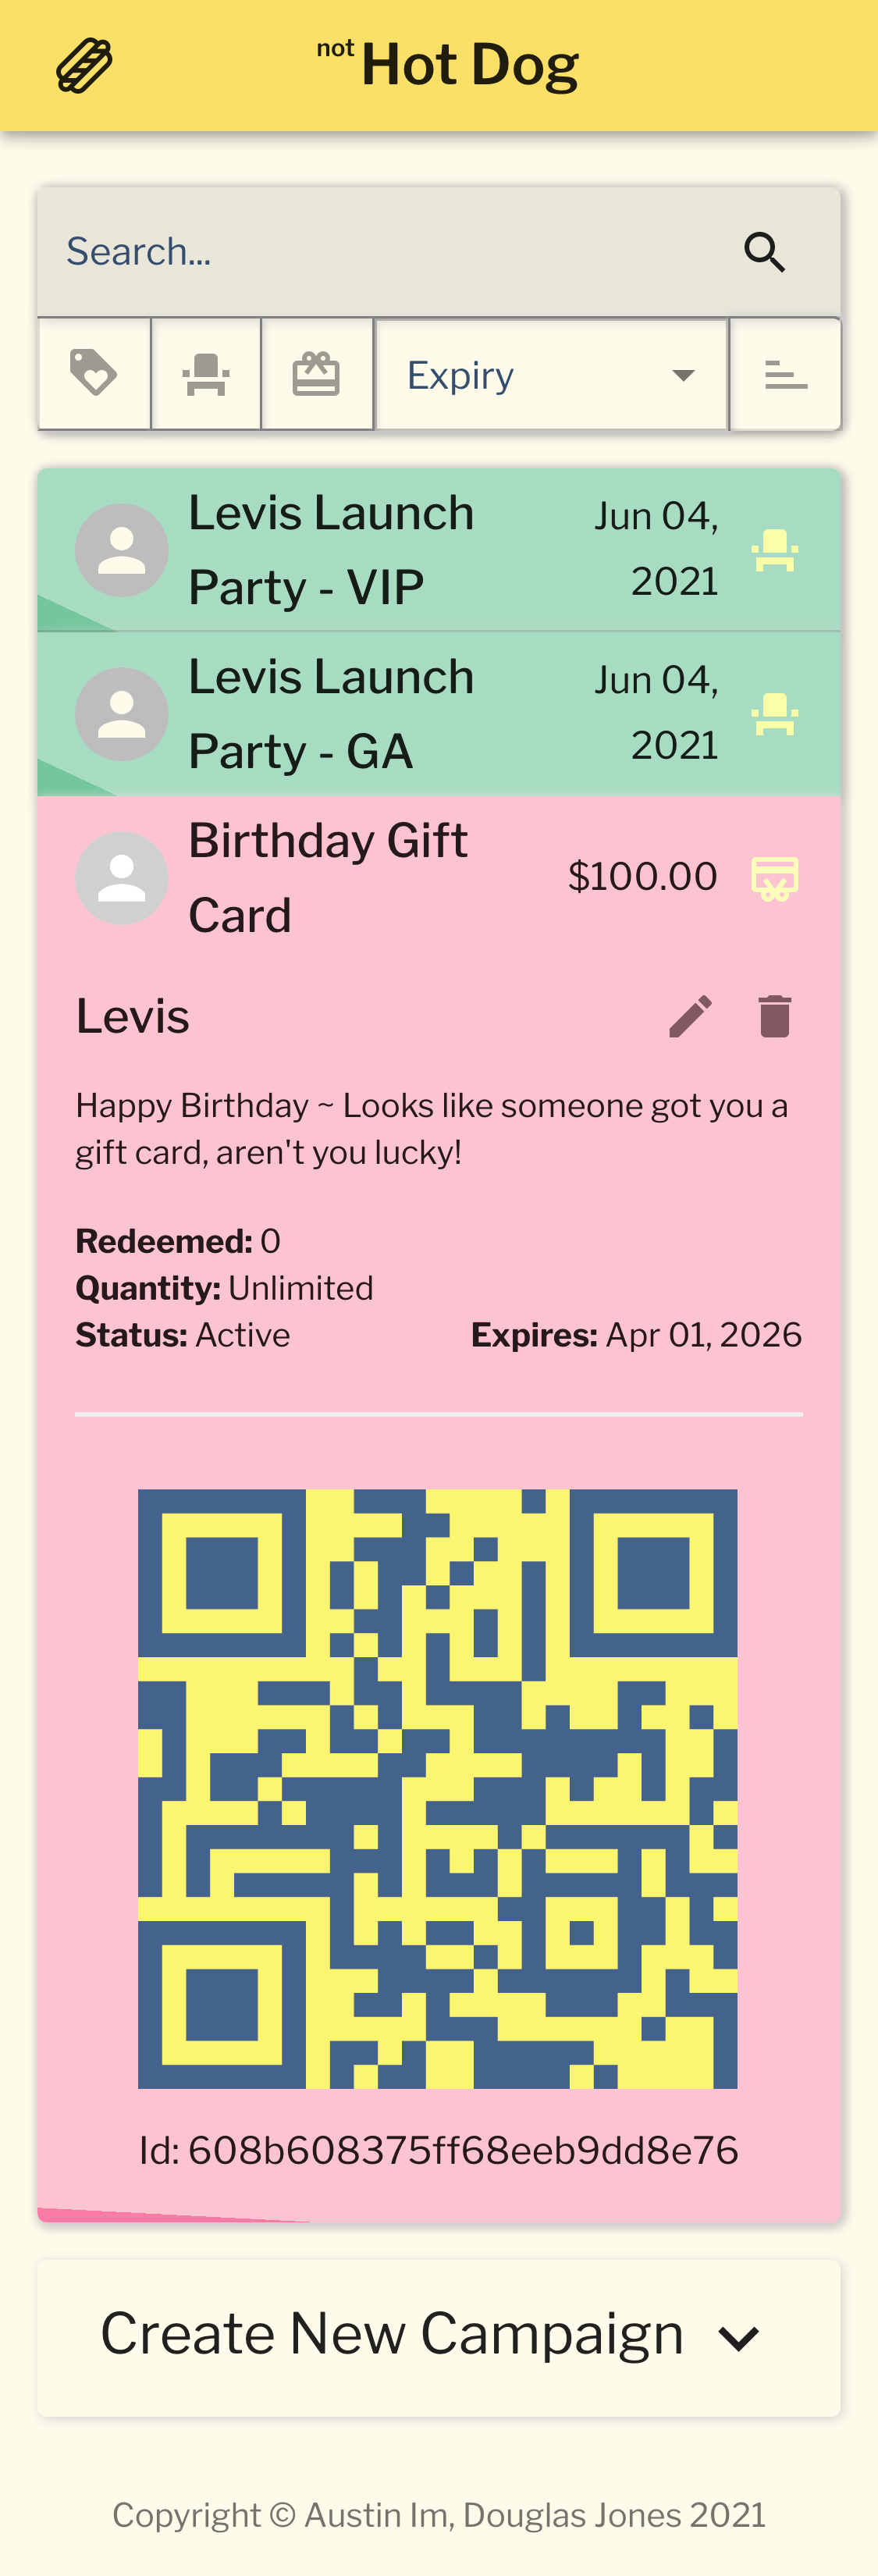 not Hot Dog
Search...
Expiry
Levis Launch
Party - VIP
Jun 04,
2021
Levis Launch
Party - GA
Jun 04,
2021
Birthday Gift
Card
$100.00
Levis
Happy Birthday ~ Looks like someone got you a
gift card, aren't you lucky!
Redeemed: 0
Quantity: Unlimited
Status: Active Expires: Apr 01, 2026
Id: 608b608375ff68eeb9dd8e76
Create New Campaign
Copyright © Austin Im, Douglas Jones 2021